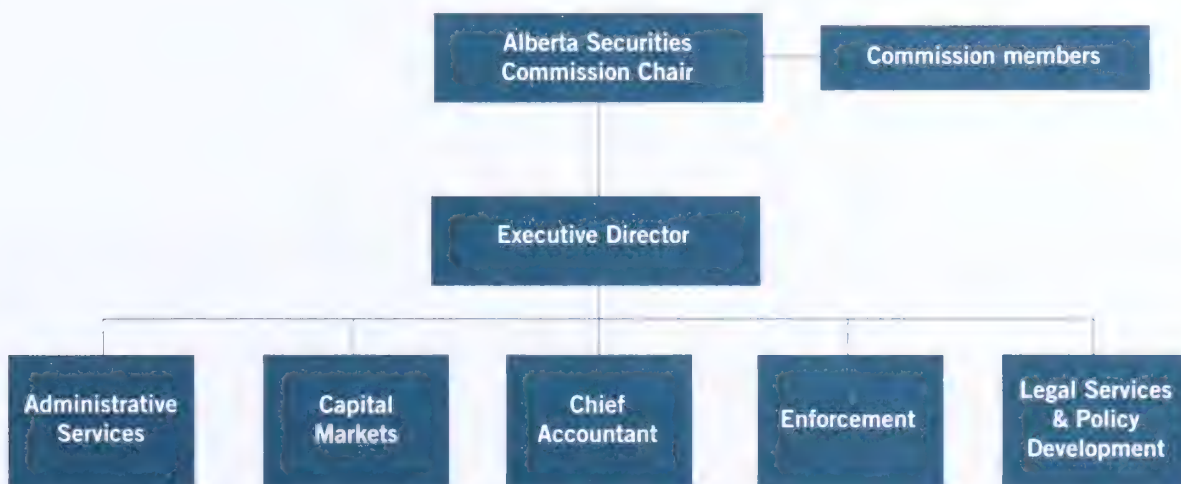 Alberta Securities
Commission Chair
Commission members
Executive Director
Administrative
Services
Capital
Markets
Chief
Accountant
Enforcement
Legal Services
& Policy
Development